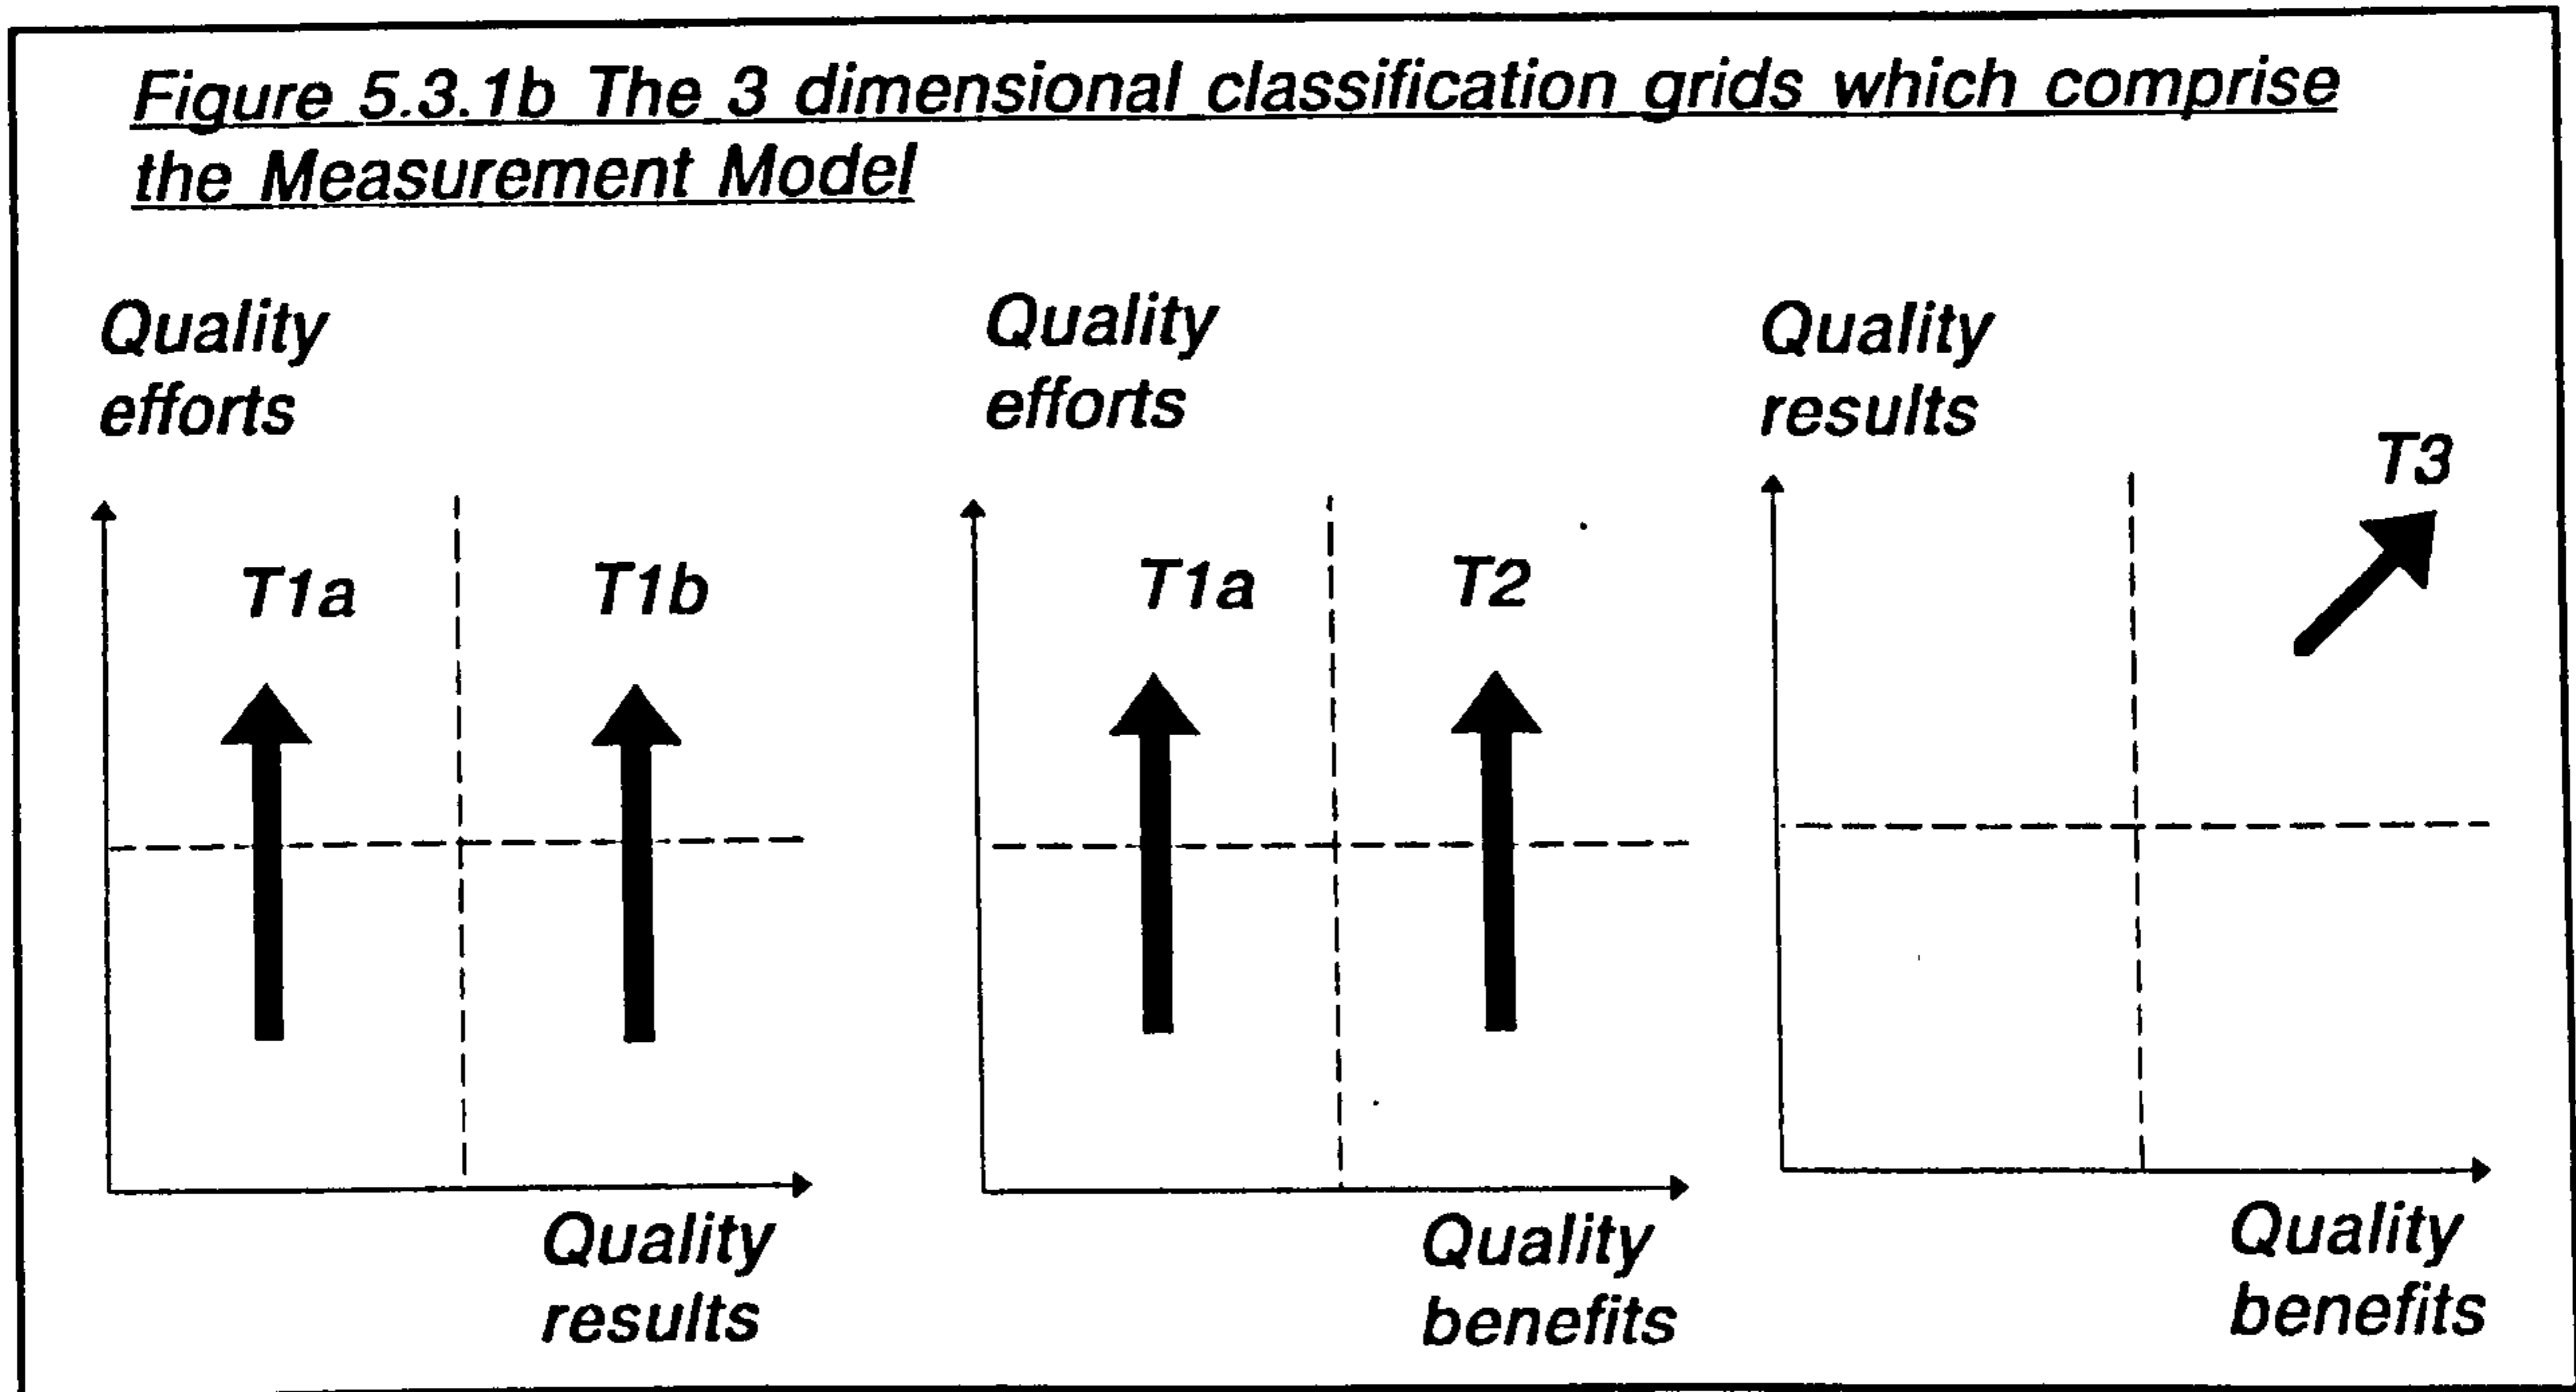 Figure 5.3.1b The 3 dimensional classification grids which comprise
the Measurement Model
Quality
efforts
T1a
T1b
Quality
results
Quality
efforts
T1a
T2
Quality
benefits
Quality
results
T3
Quality
benefits